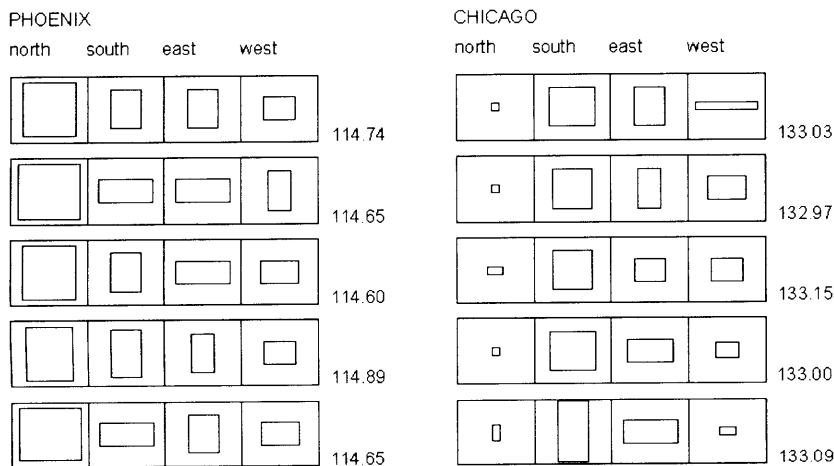 PHOENIX
north south east west
114.74
114.65
114.60
114.89
114.65
CHICAGO
north south east west
133.03
132.97
133.15
133.00
133.09